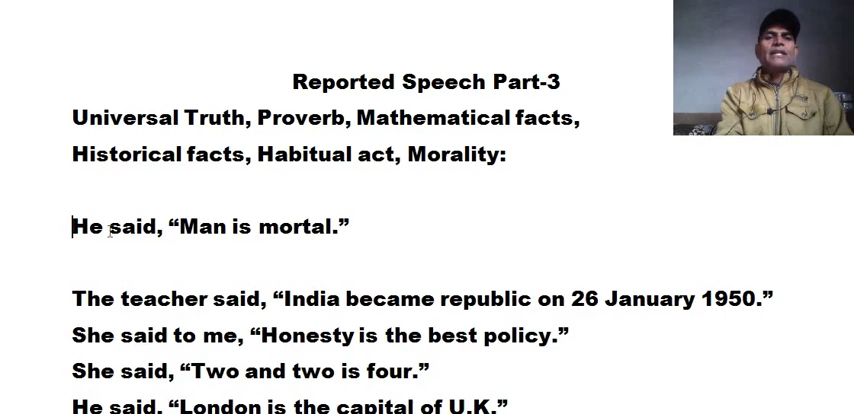 Reported Speech Part-3
Universal Truth, Proverb, Mathematical facts,
Historical facts, Habitual act, Morality:
He said, “Man is mortal.”
The teacher said, “India became republic on 26 January 1950.”
She said to me, “Honesty is the best policy.”
She said, “Two and two is four.”
He said, “London is the capital of U.K.”